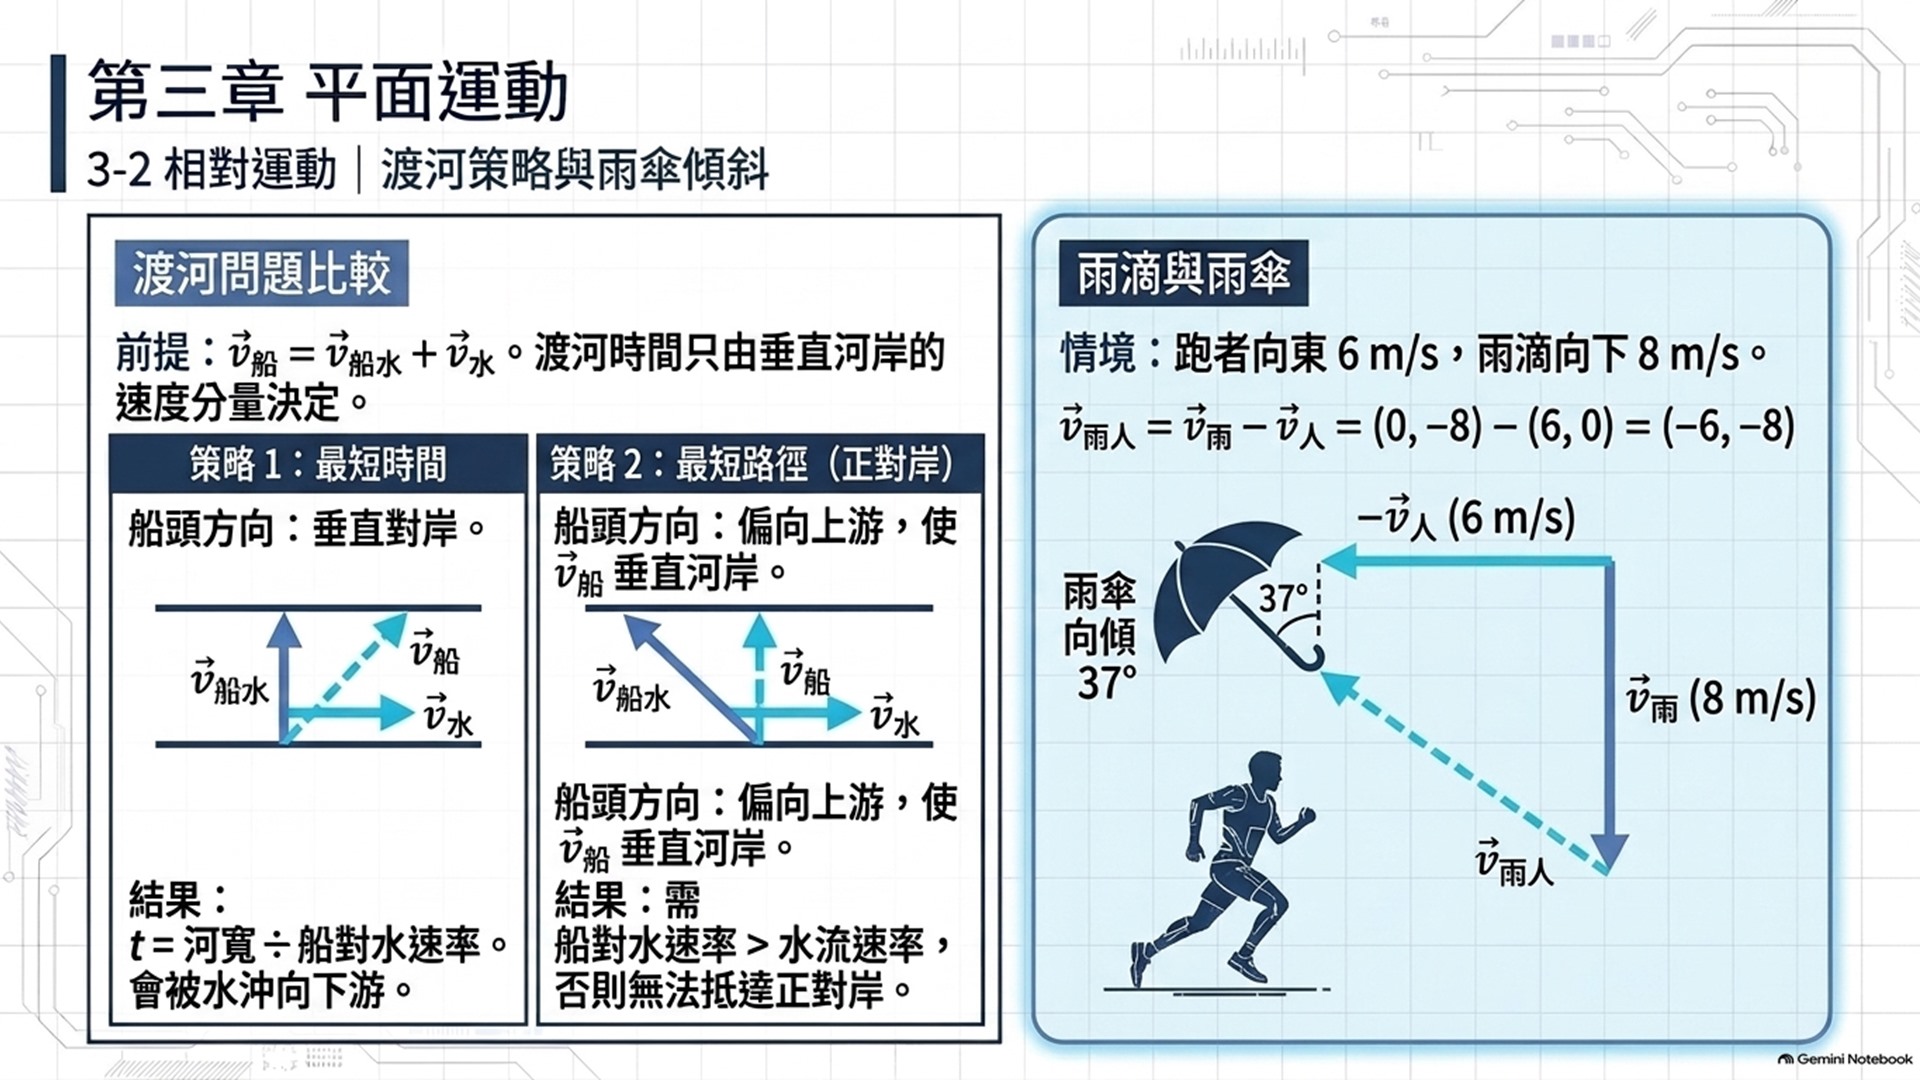 第三章 平面運動
3-2 相對運動｜渡河策略與雨傘傾斜
渡河問題比較
前提：v⃗船 = v⃗船水 + v⃗水。渡河時間只由垂直河岸的
速度分量決定。
策略 1：最短時間
船頭方向：垂直對岸。
v⃗船水
v⃗船
v⃗水
結果：
t = 河寬 ÷ 船對水速率。
會被水沖向下游。
策略 2：最短路徑（正對岸）
船頭方向：偏向上游，使
v⃗船 垂直河岸。
v⃗船水
v⃗船
v⃗水
船頭方向：偏向上游，使
v⃗船 垂直河岸。
結果：需
船對水速率 > 水流速率，
否則無法抵達正對岸。
雨滴與雨傘
情境：跑者向東 6 m/s，雨滴向下 8 m/s。
v⃗雨人 = v⃗雨 − v⃗人 = (0, −8) − (6, 0) = (−6, −8)
−v⃗人 (6 m/s)
37°
雨傘
向傾
37°
v⃗雨 (8 m/s)
v⃗雨人
Gemini Notebook